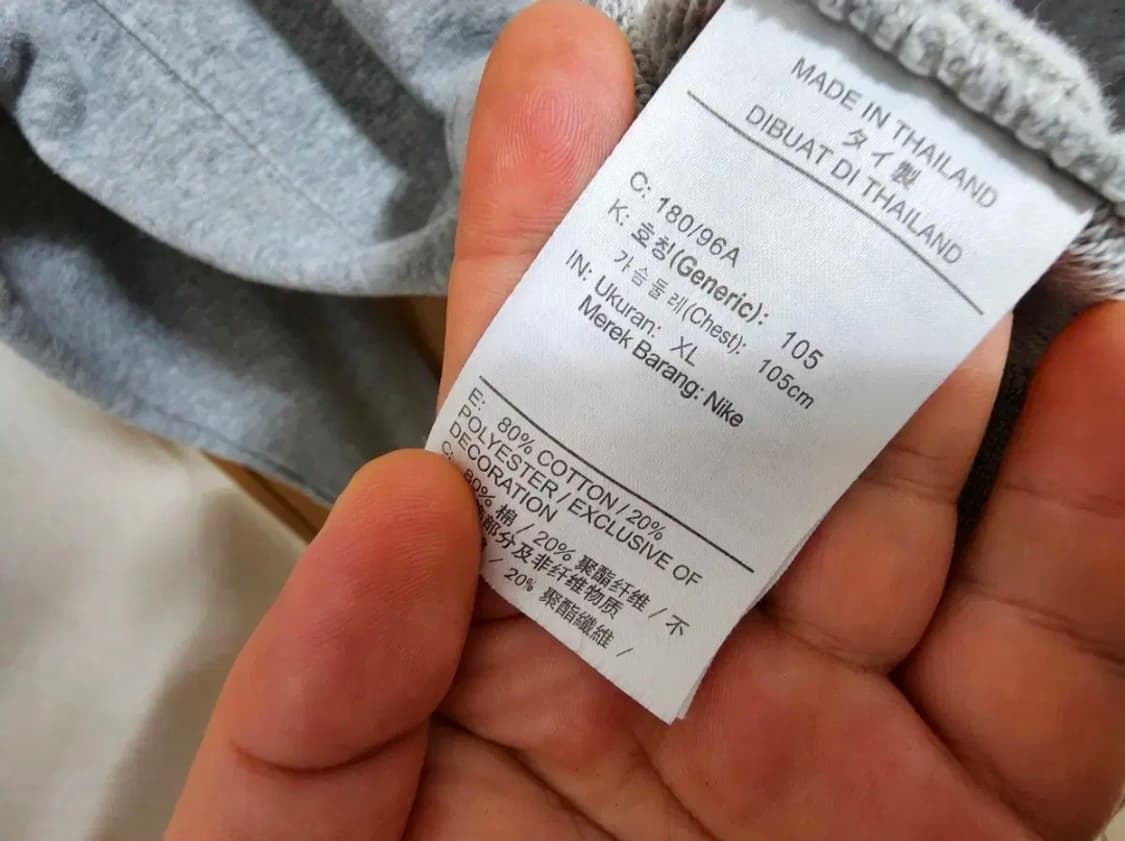 MADE IN THAILAND
タイ製
DIBUAT DI THAILAND
C: 180/96A
K: 호칭(Generic): 105
가슴둘레(Chest): 105cm
IN: Ukuran: XL
Merek Barang: Nike
E: 80% COTTON / 20%
POLYESTER / EXCLUSIVE OF
DECORATION
C: 80% 棉 / 20% 聚酯纤维 / 不
部分及非纤维物质
/ 20% 聚酯纖維 /